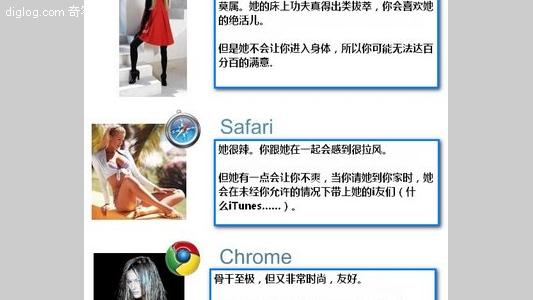 diglog.com 奇
莫属。她的床上功夫真得出类拔萃，你会喜欢她
的绝活儿。
但是她不会让你进入身体，所以你可能无法达百
分百的满意.
Safari
她很辣。你跟她在一起会感到很拉风。
但她有一点会让你不爽，当你请她到你家时，她
会在未经你允许的情况下带上她的i友们（什
么iTunes......）。
Chrome
骨干至极，但又非常时尚，友好。